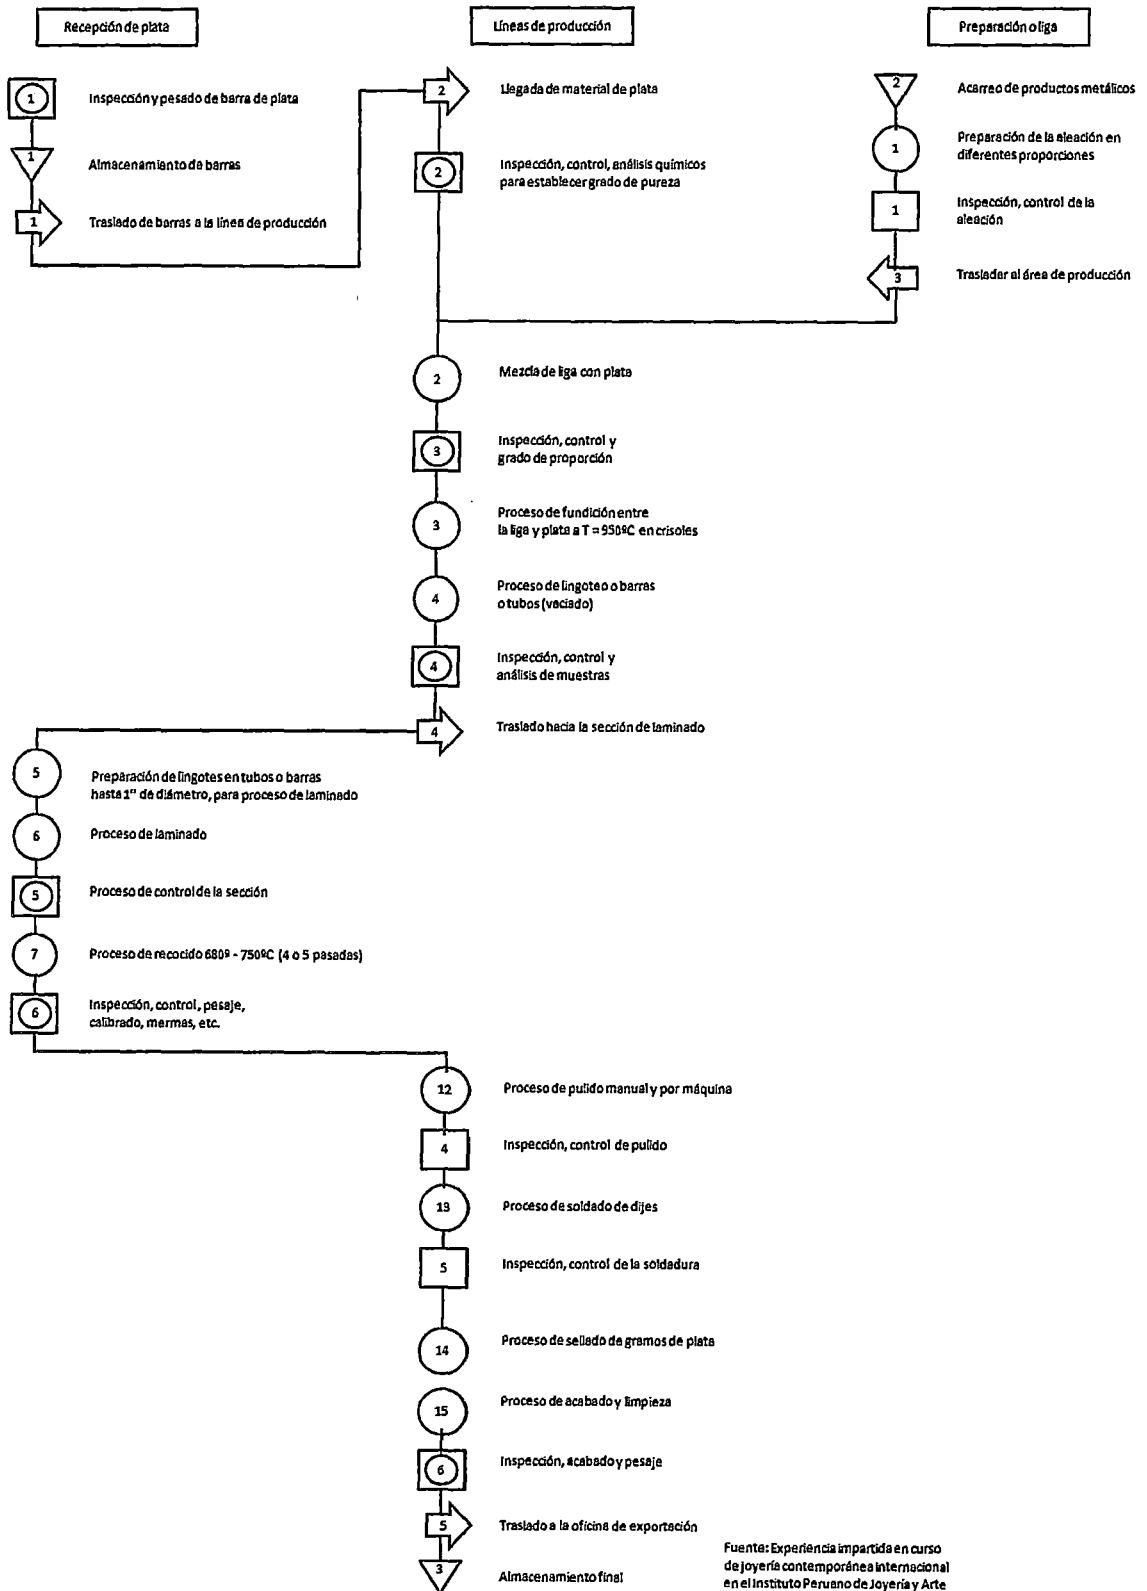 Recepción de plata
1
Inspección y pesado de barra de plata
1
Almacenamiento de barras
1
Traslado de barras a la línea de producción
Líneas de producción
2
Llegada de material de plata
2
Inspección, control, análisis químicos
para establecer grado de pureza
Preparación o liga
2
Acarreo de productos metálicos
1
Preparación de la aleación en
diferentes proporciones
1
Inspección, control de la
aleación
3
Trasladar al área de producción
2
Mezcla de liga con plata
3
Inspección, control y
grado de proporción
3
Proceso de fundición entre
la liga y plata a T = 950ºC en crisoles
4
Proceso de lingoteo o barras
o tubos (vaciado)
4
Inspección, control y
análisis de muestras
4
Traslado hacia la sección de laminado
5
Preparación de lingotes en tubos o barras
hasta 1" de diámetro, para proceso de laminado
6
Proceso de laminado
5
Proceso de control de la sección
7
Proceso de recocido 680º - 750ºC (4 o 5 pasadas)
6
Inspección, control, pesaje,
calibrado, mermas, etc.
12
Proceso de pulido manual y por máquina
4
Inspección, control de pulido
13
Proceso de soldado de dijes
5
Inspección, control de la soldadura
14
Proceso de sellado de gramos de plata
15
Proceso de acabado y limpieza
6
Inspección, acabado y pesaje
5
Traslado a la oficina de exportación
3
Almacenamiento final
Fuente: Experiencia impartida en curso
de joyería contemporánea internacional
en el Instituto Peruano de Joyería y Arte